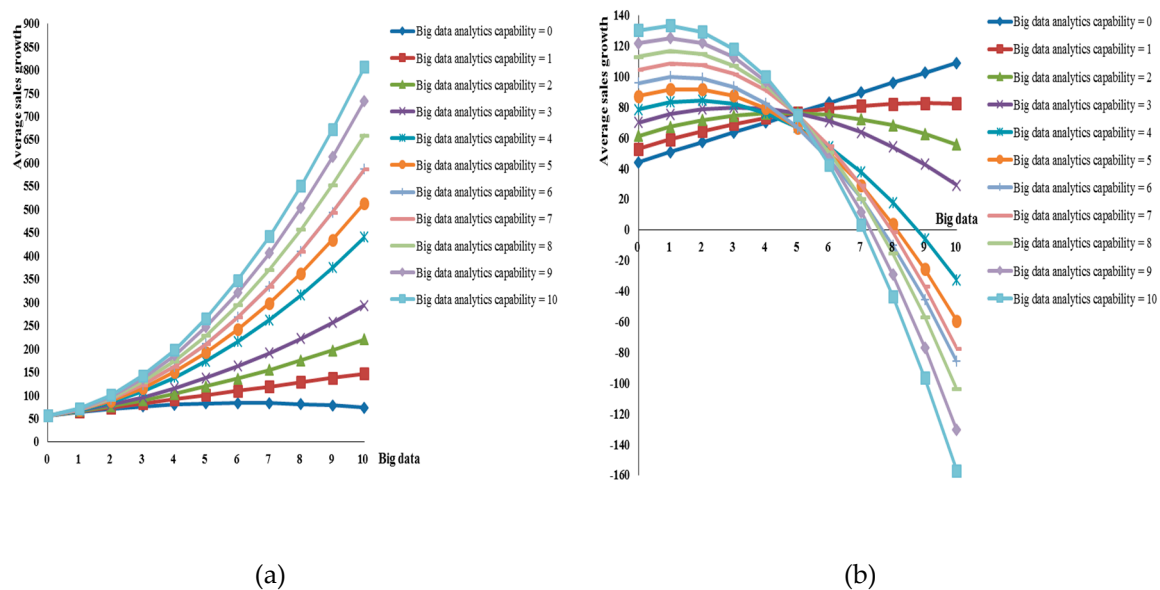 Average sales growth
900
850
800
750
700
650
600
550
500
450
400
350
300
250
200
150
100
50
0
0 1 2 3 4 5 6 7 8 9 10 Big data
Big data analytics capability = 0
Big data analytics capability = 1
Big data analytics capability = 2
Big data analytics capability = 3
Big data analytics capability = 4
Big data analytics capability = 5
Big data analytics capability = 6
Big data analytics capability = 7
Big data analytics capability = 8
Big data analytics capability = 9
Big data analytics capability = 10
(a)
Average sales growth
140
120
100
80
60
40
20
0
-20
-40
-60
-80
-100
-120
-140
-160
Big data
0 1 2 3 4 5 6 7 8 9 10
Big data analytics capability = 0
Big data analytics capability = 1
Big data analytics capability = 2
Big data analytics capability = 3
Big data analytics capability = 4
Big data analytics capability = 5
Big data analytics capability = 6
Big data analytics capability = 7
Big data analytics capability = 8
Big data analytics capability = 9
Big data analytics capability = 10
(b)